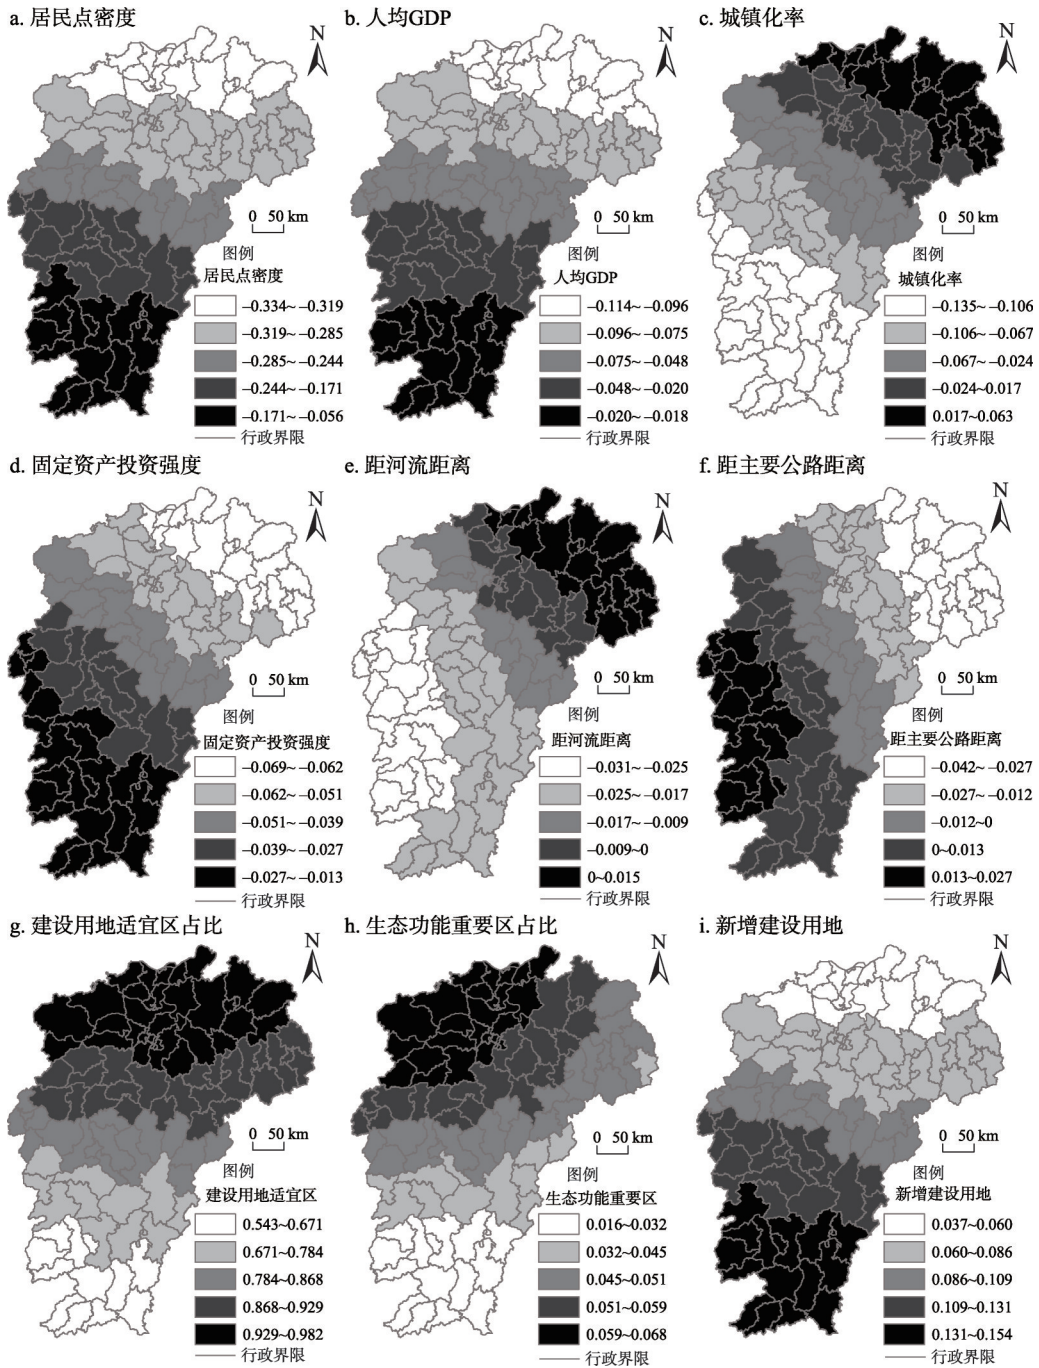 a. 居民点密度
N
0 50 km
图例
居民点密度
–0.334~ –0.319
–0.319~ –0.285
–0.285~ –0.244
–0.244~ –0.171
–0.171~ –0.056
行政界限
b. 人均GDP
N
0 50 km
图例
人均GDP
–0.114~ –0.096
–0.096~ –0.075
–0.075~ –0.048
–0.048~ –0.020
–0.020~ –0.018
行政界限
c. 城镇化率
N
0 50 km
图例
城镇化率
–0.135~ –0.106
–0.106~ –0.067
–0.067~ –0.024
–0.024~0.017
0.017~0.063
行政界限
d. 固定资产投资强度
N
0 50 km
图例
固定资产投资强度
–0.069~ –0.062
–0.062~ –0.051
–0.051~ –0.039
–0.039~ –0.027
–0.027~ –0.013
行政界限
e. 距河流距离
N
0 50 km
图例
距河流距离
–0.031~ –0.025
–0.025~ –0.017
–0.017~ –0.009
–0.009~0
0~0.015
行政界限
f. 距主要公路距离
N
0 50 km
图例
距主要公路距离
–0.042~ –0.027
–0.027~ –0.012
–0.012~0
0~0.013
0.013~0.027
行政界限
g. 建设用地适宜区占比
N
0 50 km
图例
建设用地适宜区
0.543~0.671
0.671~0.784
0.784~0.868
0.868~0.929
0.929~0.982
行政界限
h. 生态功能重要区占比
N
0 50 km
图例
生态功能重要区
0.016~0.032
0.032~0.045
0.045~0.051
0.051~0.059
0.059~0.068
行政界限
i. 新增建设用地
N
0 50 km
图例
新增建设用地
0.037~0.060
0.060~0.086
0.086~0.109
0.109~0.131
0.131~0.154
行政界限